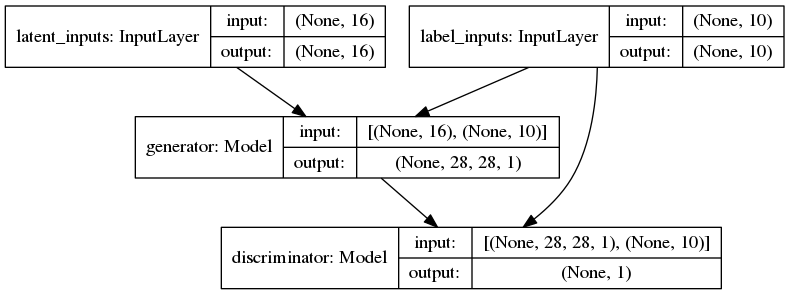 latent_inputs: InputLayer
input:
(None, 16)
output:
(None, 16)
label_inputs: InputLayer
input:
(None, 10)
output:
(None, 10)
generator: Model
input:
[(None, 16), (None, 10)]
output:
(None, 28, 28, 1)
discriminator: Model
input:
[(None, 28, 28, 1), (None, 10)]
output:
(None, 1)